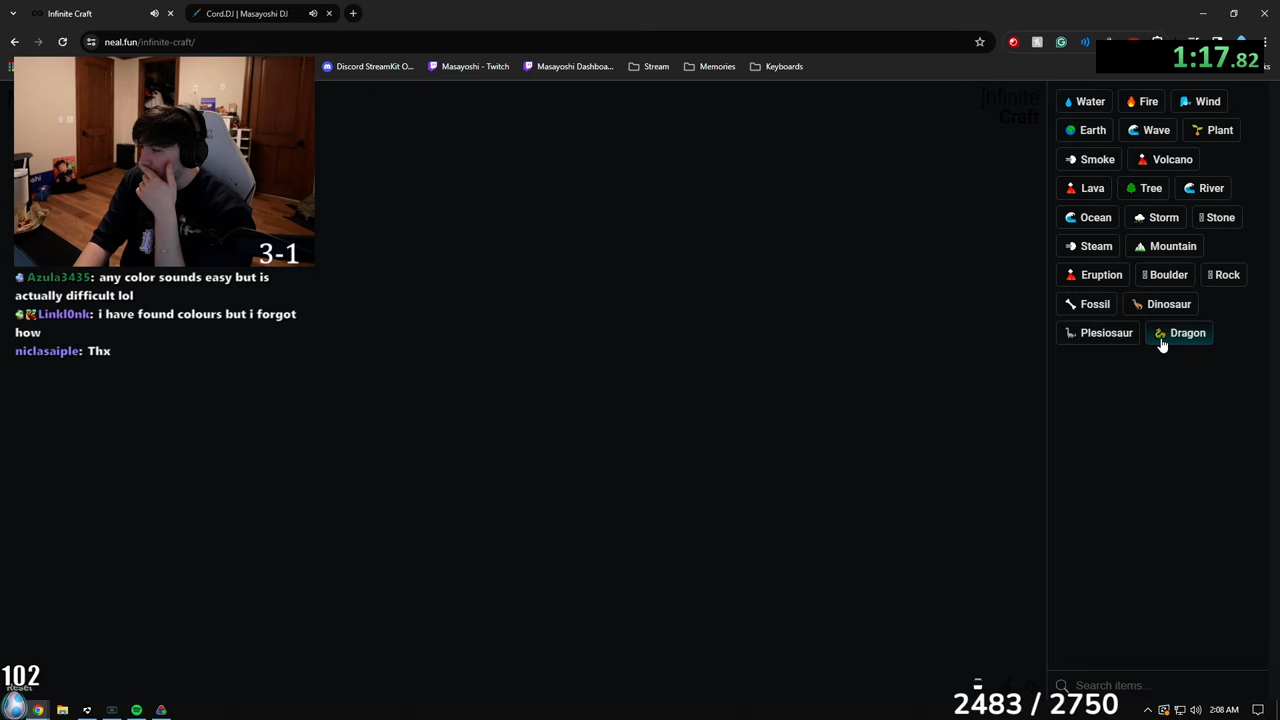 Infinite Craft
Cord.DJ | Masayoshi DJ
1:17.82
neal.fun/infinite-craft/
Discord StreamKit O...
Masayoshi - Twitch
Masayoshi Dashboa...
Stream
Memories
Keyboards
Infinite
Craft
Water
Fire
Wind
Earth
Wave
Plant
Smoke
Volcano
Lava
Tree
River
Ocean
Storm
Stone
Steam
Mountain
Eruption
Boulder
Rock
Fossil
Dinosaur
Plesiosaur
Dragon
3-1
Azula3435: any color sounds easy but is
actually difficult lol
Linkl0nk: i have found colours but i forgot
how
niclasaiple: Thx
102
Reset
Search items...
2483 / 2750
2:08 AM